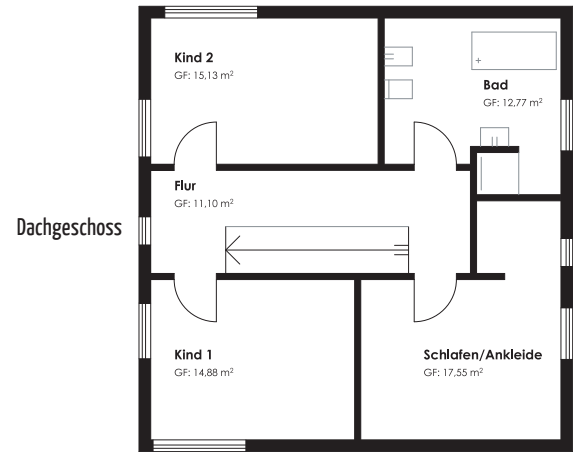 Kind 2
GF: 15,13 m²
Bad
GF: 12,77 m²
Flur
GF: 11,10 m²
Dachgeschoss
Kind 1
GF: 14,88 m²
Schlafen/Ankleide
GF: 17,55 m²